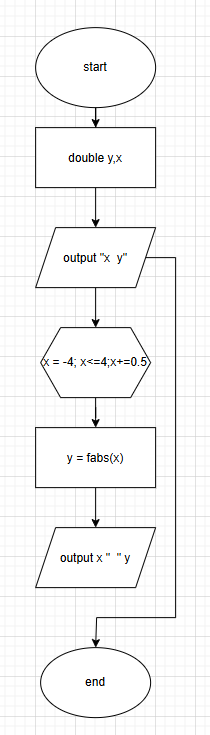 start
double y,x
output "x  y"
x = -4; x<=4;x+=0.5
y = fabs(x)
output x "  " y
end